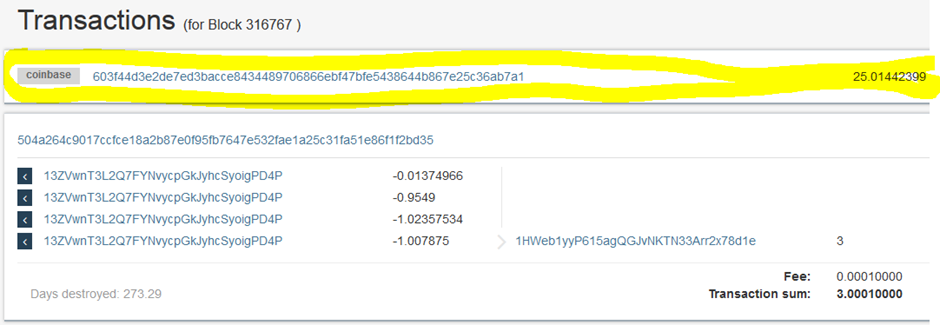 Transactions (for Block 316767 )
coinbase 603f44d3e2de7ed3bacce8434489706866ebf47bfe5438644b867e25c36ab7a1 25.01442399
504a264c9017ccfce18a2b87e0f95fb7647e532fae1a25c31fa51e86f1f2bd35
13ZVwnT3L2Q7FYNvycpGkJyhcSyoigPD4P -0.01374966
13ZVwnT3L2Q7FYNvycpGkJyhcSyoigPD4P -0.9549
13ZVwnT3L2Q7FYNvycpGkJyhcSyoigPD4P -1.02357534
13ZVwnT3L2Q7FYNvycpGkJyhcSyoigPD4P -1.007875 1HWeb1yyP615agQGJvNKTN33Arr2x78d1e 3
Fee: 0.00010000
Days destroyed: 273.29 Transaction sum: 3.00010000